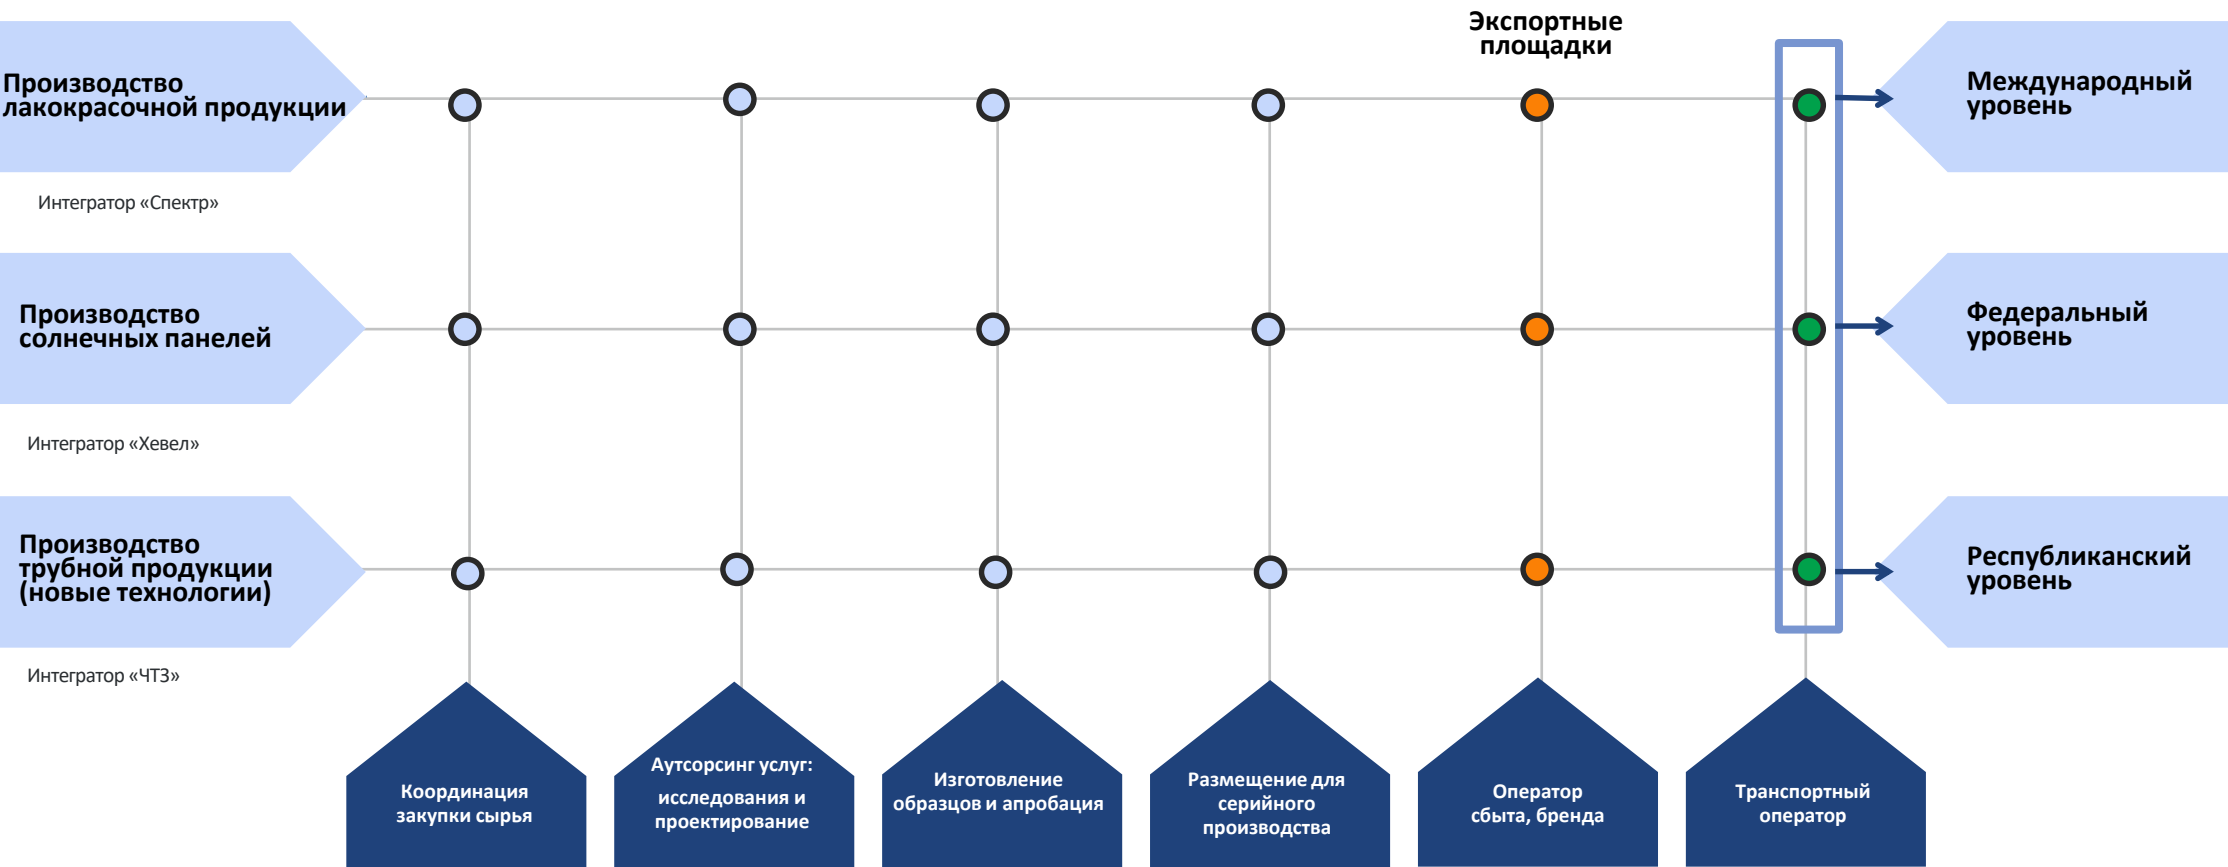 Экспортные
площадки
Производство
лакокрасочной продукции
Международный
уровень
Интегратор «Спектр»
Производство
солнечных панелей
Федеральный
уровень
Интегратор «Хевел»
Производство
трубной продукции
(новые технологии)
Республиканский
уровень
Интегратор «ЧТЗ»
Координация
закупки сырья
Аутсорсинг услуг:
исследования и
проектирование
Изготовление
образцов и апробация
Размещение для
серийного
производства
Оператор
сбыта, бренда
Транспортный
оператор